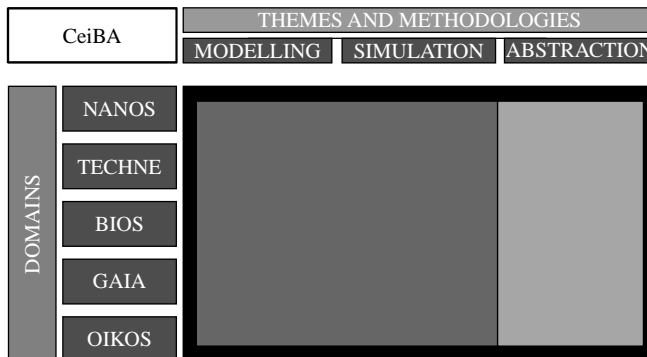 CeiBA
THEMES AND METHODOLOGIES
MODELLING
SIMULATION
ABSTRACTION
DOMAINS
NANOS
TECHNE
BIOS
GAIA
OIKOS